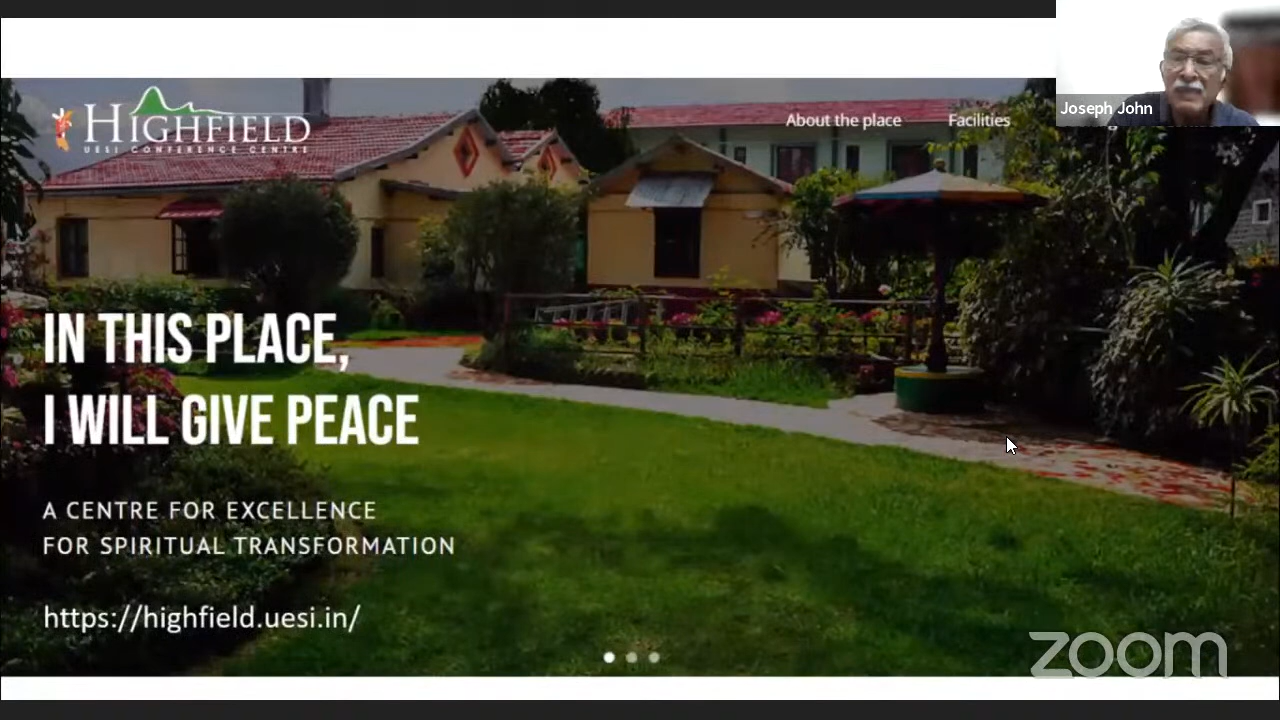 HIGHFIELD
UESI CONFERENCE CENTRE
About the place
Facilities
Joseph John
IN THIS PLACE,
I WILL GIVE PEACE
A CENTRE FOR EXCELLENCE
FOR SPIRITUAL TRANSFORMATION
https://highfield.uesi.in/
zoom